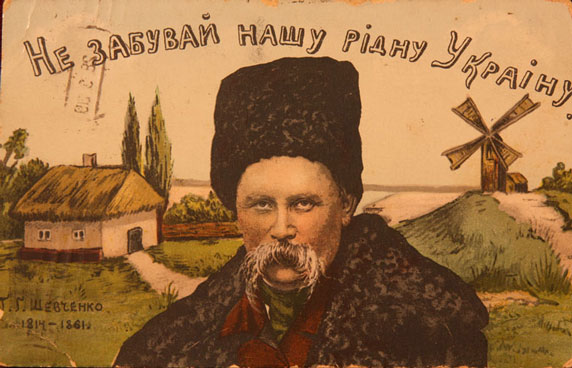 НЕ ЗАБУВАЙ НАШУ РІДНУ УКРАЇНУ.
Т. Г. ШЕВЧЕНКО
1814 – 1861.